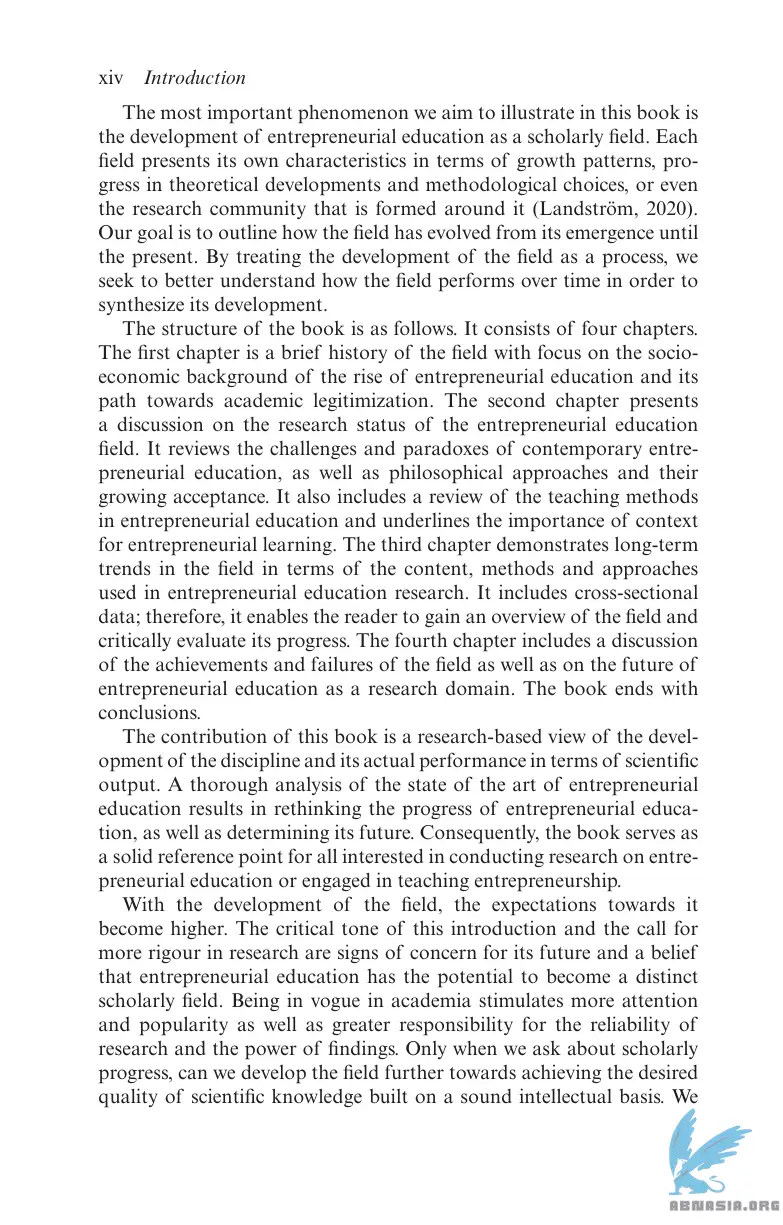 xiv Introduction
The most important phenomenon we aim to illustrate in this book is
the development of entrepreneurial education as a scholarly field. Each
field presents its own characteristics in terms of growth patterns, pro-
gress in theoretical developments and methodological choices, or even
the research community that is formed around it (Landström, 2020).
Our goal is to outline how the field has evolved from its emergence until
the present. By treating the development of the field as a process, we
seek to better understand how the field performs over time in order to
synthesize its development.
The structure of the book is as follows. It consists of four chapters.
The first chapter is a brief history of the field with focus on the socio-
economic background of the rise of entrepreneurial education and its
path towards academic legitimization. The second chapter presents
a discussion on the research status of the entrepreneurial education
field. It reviews the challenges and paradoxes of contemporary entre-
preneurial education, as well as philosophical approaches and their
growing acceptance. It also includes a review of the teaching methods
in entrepreneurial education and underlines the importance of context
for entrepreneurial learning. The third chapter demonstrates long-term
trends in the field in terms of the content, methods and approaches
used in entrepreneurial education research. It includes cross-sectional
data; therefore, it enables the reader to gain an overview of the field and
critically evaluate its progress. The fourth chapter includes a discussion
of the achievements and failures of the field as well as on the future of
entrepreneurial education as a research domain. The book ends with
conclusions.
The contribution of this book is a research-based view of the devel-
opment of the discipline and its actual performance in terms of scientific
output. A thorough analysis of the state of the art of entrepreneurial
education results in rethinking the progress of entrepreneurial educa-
tion, as well as determining its future. Consequently, the book serves as
a solid reference point for all interested in conducting research on entre-
preneurial education or engaged in teaching entrepreneurship.
With the development of the field, the expectations towards it
become higher. The critical tone of this introduction and the call for
more rigour in research are signs of concern for its future and a belief
that entrepreneurial education has the potential to become a distinct
scholarly field. Being in vogue in academia stimulates more attention
and popularity as well as greater responsibility for the reliability of
research and the power of findings. Only when we ask about scholarly
progress, can we develop the field further towards achieving the desired
quality of scientific knowledge built on a sound intellectual basis. We
ABNASIA.ORG